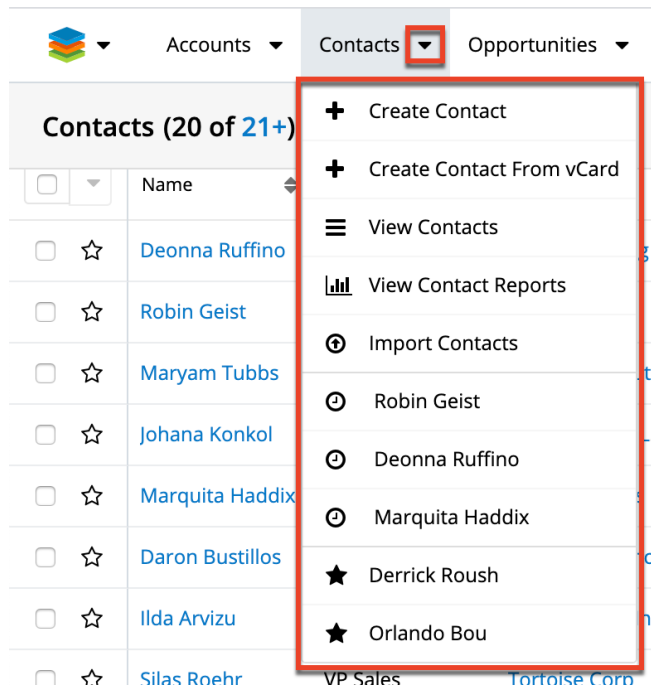 Accounts
Contacts
Opportunities
Contacts (20 of 21+)
Create Contact
Create Contact From vCard
View Contacts
View Contact Reports
Import Contacts
Robin Geist
Deonna Ruffino
Marquita Haddix
Derrick Roush
Orlando Bou
Name
Deonna Ruffino
Robin Geist
Maryam Tubbs
Johana Konkol
Marquita Haddix
Daron Bustillos
Ilda Arvizu
Silas Roehr
VP Sales
Tortoise Corp